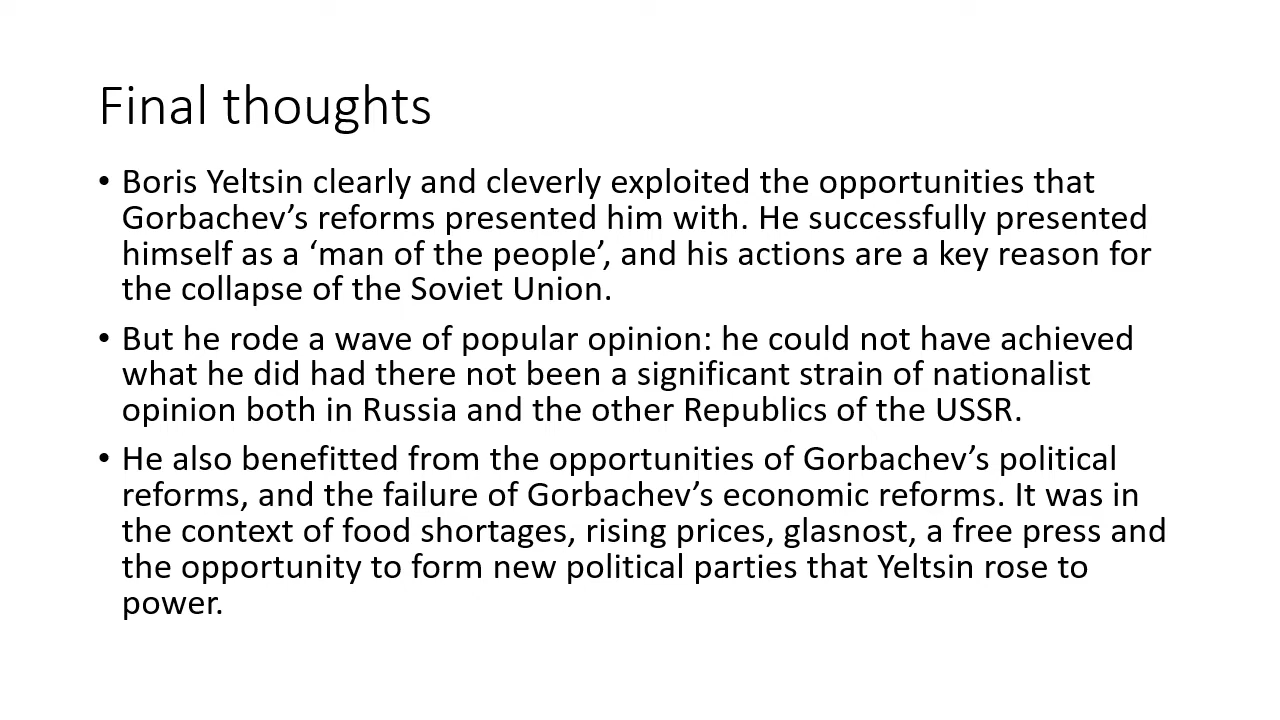 Final thoughts
• Boris Yeltsin clearly and cleverly exploited the opportunities that
Gorbachev’s reforms presented him with. He successfully presented
himself as a ‘man of the people’, and his actions are a key reason for
the collapse of the Soviet Union.
• But he rode a wave of popular opinion: he could not have achieved
what he did had there not been a significant strain of nationalist
opinion both in Russia and the other Republics of the USSR.
• He also benefitted from the opportunities of Gorbachev’s political
reforms, and the failure of Gorbachev’s economic reforms. It was in
the context of food shortages, rising prices, glasnost, a free press and
the opportunity to form new political parties that Yeltsin rose to
power.